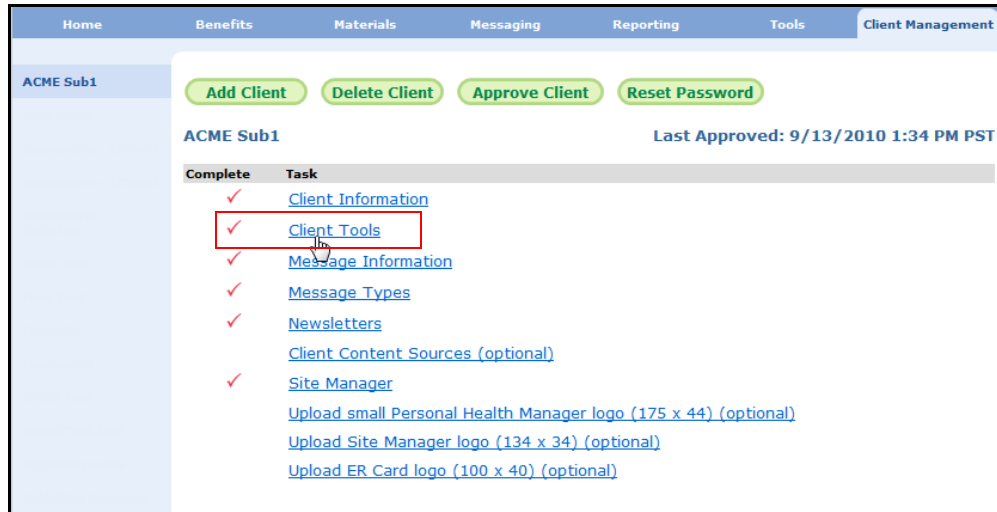 Home Benefits Materials Messaging Reporting Tools Client Management
ACME Sub1
Add Client Delete Client Approve Client Reset Password
ACME Sub1 Last Approved: 9/13/2010 1:34 PM PST
Complete Task
Client Information
Client Tools
Message Information
Message Types
Newsletters
Client Content Sources (optional)
Site Manager
Upload small Personal Health Manager logo (175 x 44) (optional)
Upload Site Manager logo (134 x 34) (optional)
Upload ER Card logo (100 x 40) (optional)